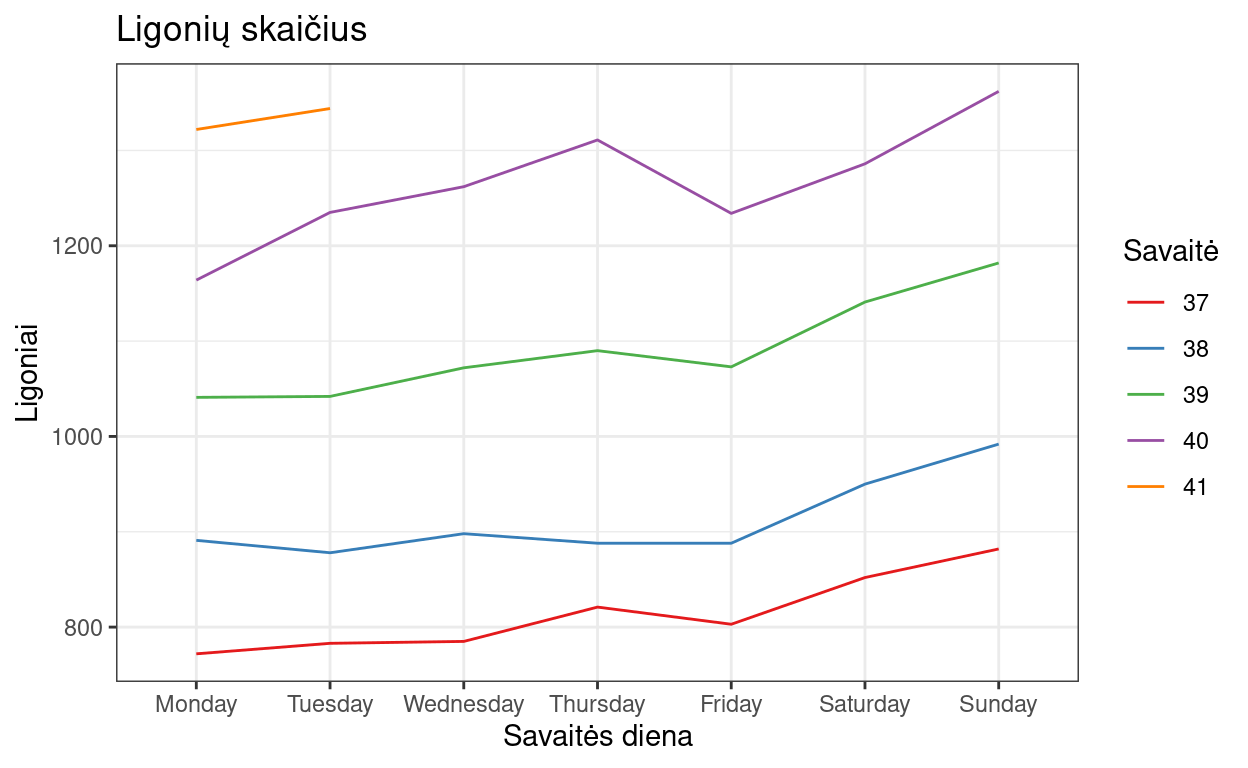 Ligonių skaičius
Ligoniai
1200
1000
800
Monday Tuesday Wednesday Thursday Friday Saturday Sunday
Savaitės diena
Savaitė
37
38
39
40
41